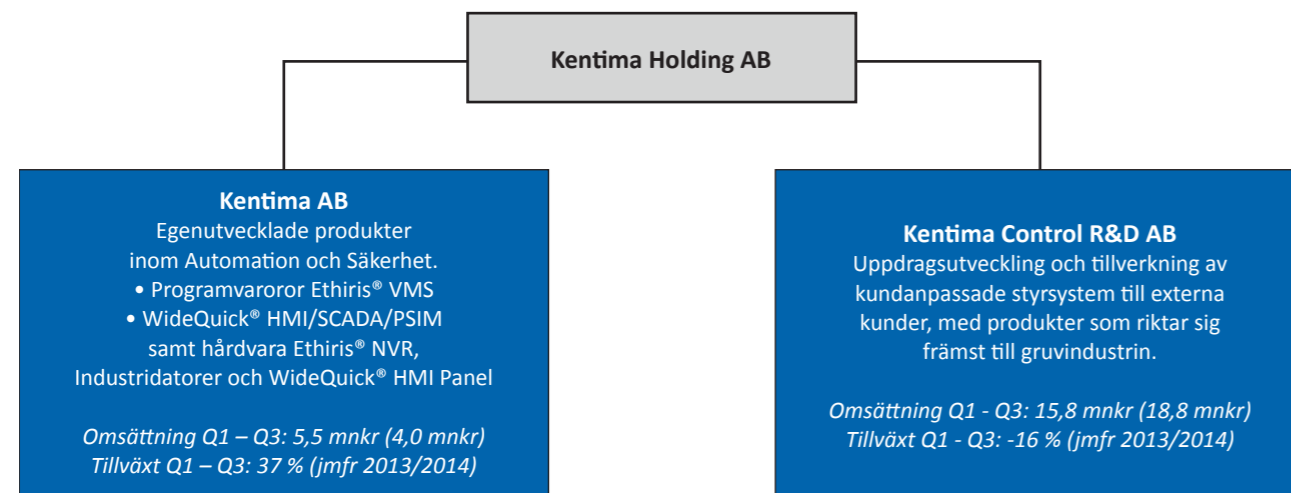 Kentima Holding AB
Kentima AB
Egenutvecklade produkter
inom Automation och Säkerhet.
• Programvaroror Ethiris® VMS
• WideQuick® HMI/SCADA/PSIM
samt hårdvara Ethiris® NVR,
Industridatorer och WideQuick® HMI Panel
Omsättning Q1 – Q3: 5,5 mnkr (4,0 mnkr)
Tillväxt Q1 – Q3: 37 % (jmfr 2013/2014)
Kentima Control R&D AB
Uppdragsutveckling och tillverkning av
kundanpassade styrsystem till externa
kunder, med produkter som riktar sig
främst till gruvindustrin.
Omsättning Q1 - Q3: 15,8 mnkr (18,8 mnkr)
Tillväxt Q1 - Q3: -16 % (jmfr 2013/2014)